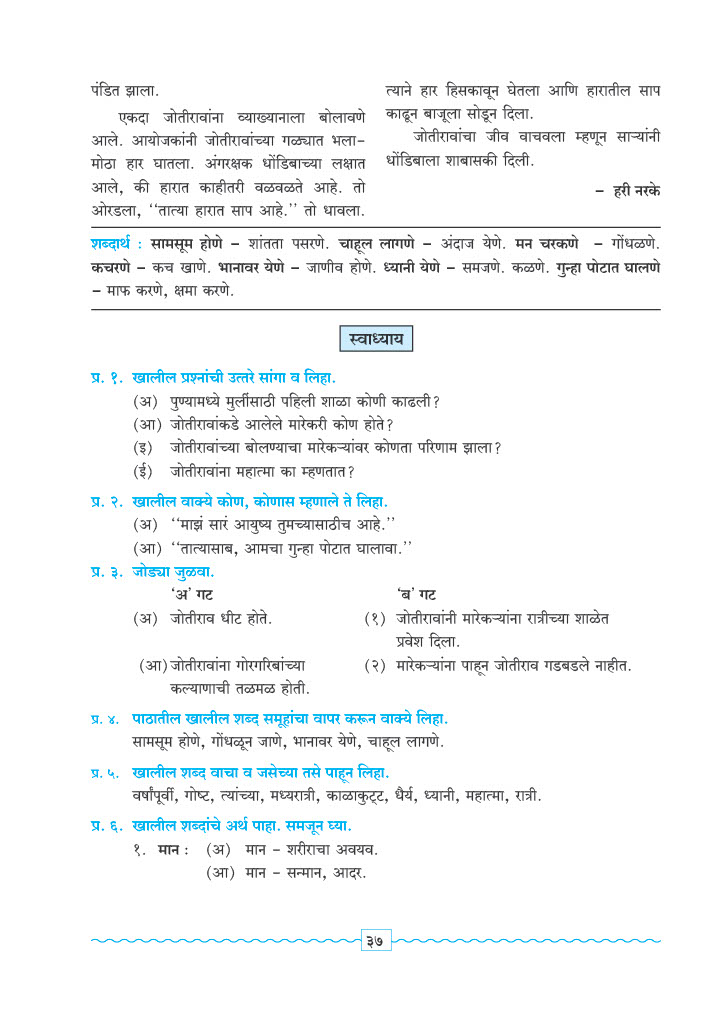 पंडित झाला.
एकदा जोतीरावांना व्याख्यानाला बोलावणे
आले. आयोजकांनी जोतीरावांच्या गळ्यात भला-
मोठा हार घातला. अंगरक्षक धोंडिबाच्या लक्षात
आले, की हारात काहीतरी वळवळते आहे. तो
ओरडला, ‘‘तात्या हारात साप आहे.’’ तो धावला.
त्याने हार हिसकावून घेतला आणि हारातील साप
काढून बाजूला सोडून दिला.
जोतीरावांचा जीव वाचवला म्हणून साऱ्यांनी
धोंडिबाला शाबासकी दिली.
– हरी नरके
शब्दार्थ : सामसूम होणे – शांतता पसरणे. चाहूल लागणे – अंदाज येणे. मन चरकणे – गोंधळणे.
कचरणे – कच खाणे. भानावर येणे – जाणीव होणे. ध्यानी येणे – समजणे. कळणे. गुन्हा पोटात घालणे
– माफ करणे, क्षमा करणे.
स्वाध्याय
प्र. १. खालील प्रश्नांची उत्तरे सांगा व लिहा.
(अ) पुण्यामध्ये मुलींसाठी पहिली शाळा कोणी काढली?
(आ) जोतीरावांकडे आलेले मारेकरी कोण होते?
(इ) जोतीरावांच्या बोलण्याचा मारेकऱ्यांवर कोणता परिणाम झाला?
(ई) जोतीरावांना महात्मा का म्हणतात?
प्र. २. खालील वाक्ये कोण, कोणास म्हणाले ते लिहा.
(अ) ‘‘माझं सारं आयुष्य तुमच्यासाठीच आहे.’’
(आ) ‘‘तात्यासाब, आमचा गुन्हा पोटात घालावा.’’
प्र. ३. जोड्या जुळवा.
‘अ’ गट ‘ब’ गट
(अ) जोतीराव धीट होते. (१) जोतीरावांनी मारेकऱ्यांना रात्रीच्या शाळेत
प्रवेश दिला.
(आ) जोतीरावांना गोरगरिबांच्या (२) मारेकऱ्यांना पाहून जोतीराव गडबडले नाहीत.
कल्याणाची तळमळ होती.
प्र. ४. पाठातील खालील शब्द समूहांचा वापर करून वाक्ये लिहा.
सामसूम होणे, गोंधळून जाणे, भानावर येणे, चाहूल लागणे.
प्र. ५. खालील शब्द वाचा व जसेच्या तसे पाहून लिहा.
वर्षांपूर्वी, गोष्ट, त्यांच्या, मध्यरात्री, काळाकुट्ट, धैर्य, ध्यानी, महात्मा, रात्री.
प्र. ६. खालील शब्दांचे अर्थ पाहा. समजून घ्या.
१. मान : (अ) मान – शरीराचा अवयव.
(आ) मान – सन्मान, आदर.
३७